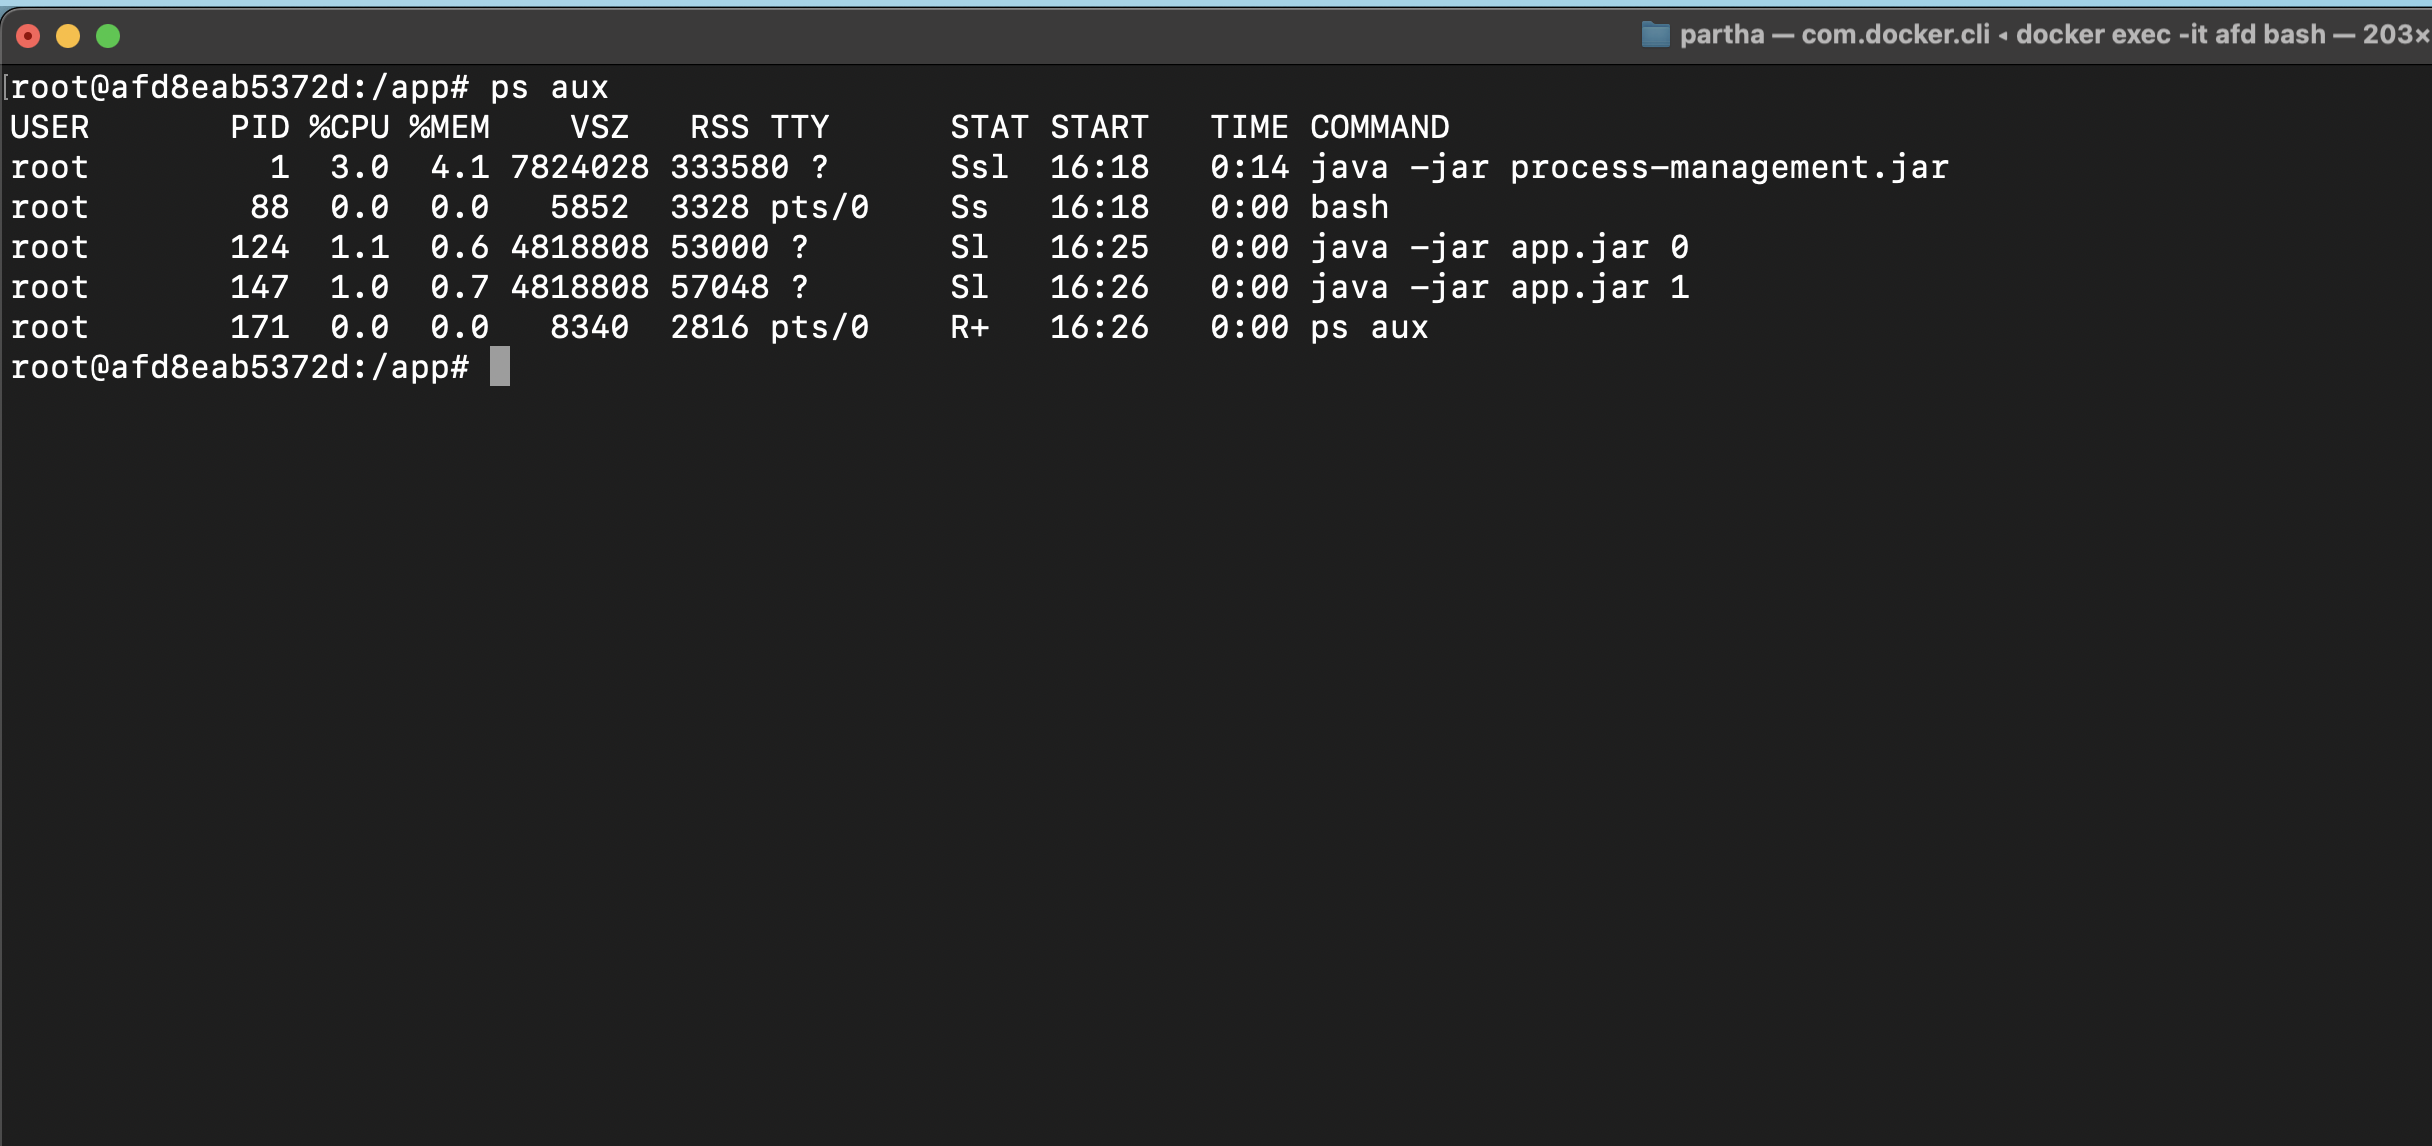 partha — com.docker.cli ◂ docker exec -it afd bash — 203×
[root@afd8eab5372d:/app# ps aux
USER       PID %CPU %MEM    VSZ   RSS TTY      STAT START   TIME COMMAND
root         1  3.0  4.1 7824028 333580 ?      Ssl  16:18   0:14 java -jar process-management.jar
root        88  0.0  0.0   5852  3328 pts/0    Ss   16:18   0:00 bash
root       124  1.1  0.6 4818808 53000 ?       Sl   16:25   0:00 java -jar app.jar 0
root       147  1.0  0.7 4818808 57048 ?       Sl   16:26   0:00 java -jar app.jar 1
root       171  0.0  0.0   8340  2816 pts/0    R+   16:26   0:00 ps aux
root@afd8eab5372d:/app#